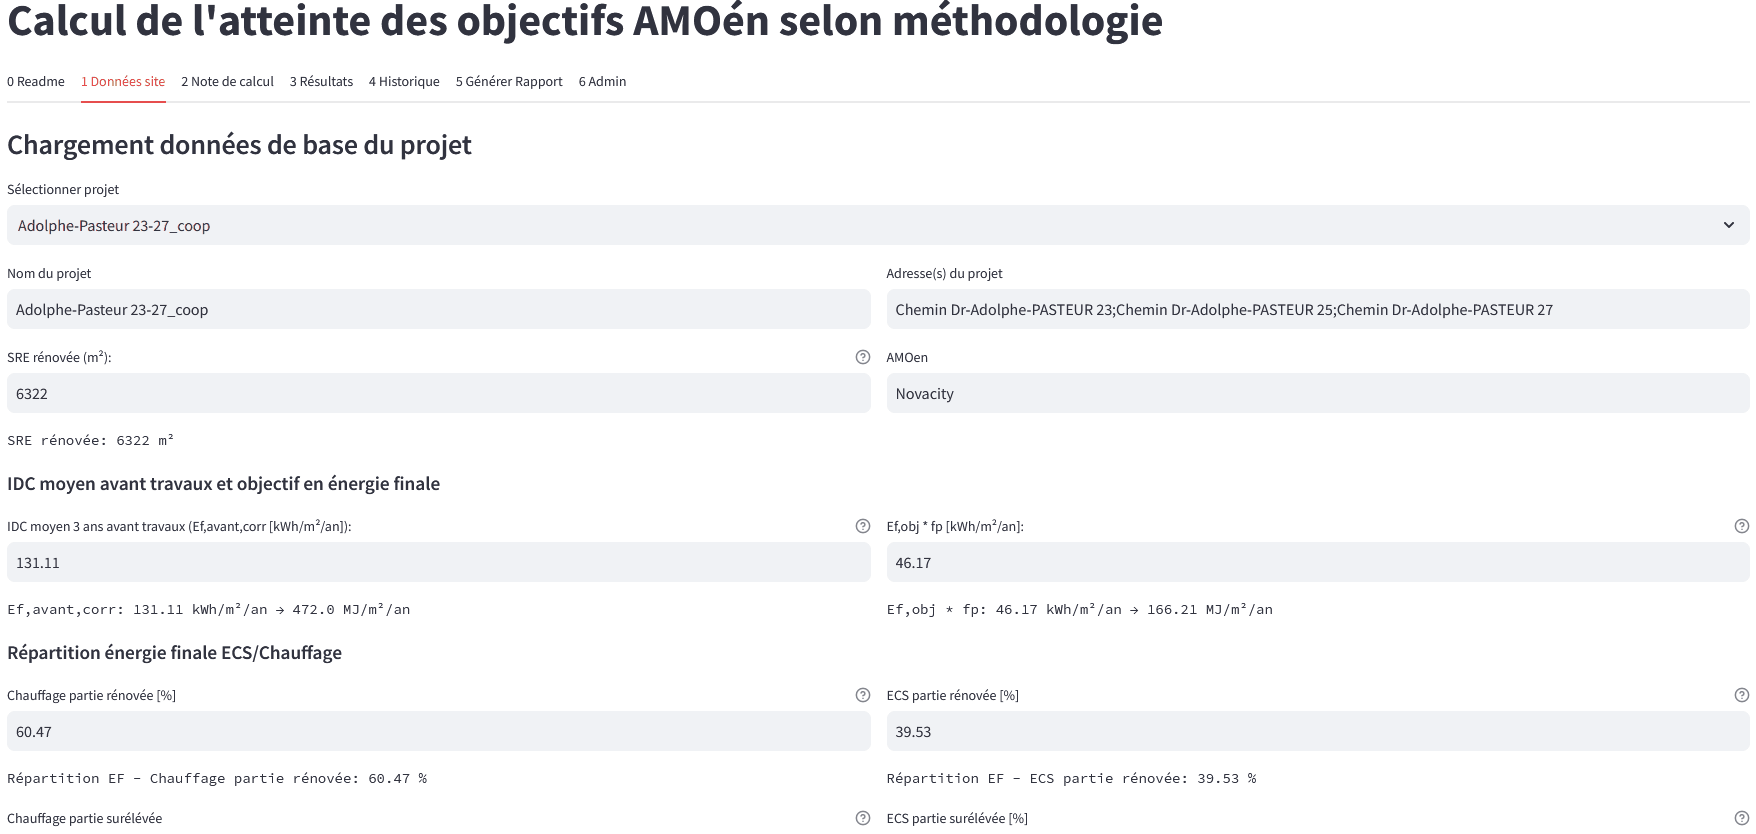 Calcul de l'atteinte des objectifs AMOén selon méthodologie
0 Readme 1 Données site 2 Note de calcul 3 Résultats 4 Historique 5 Générer Rapport 6 Admin
Chargement données de base du projet
Sélectionner projet
Adolphe-Pasteur 23-27_coop
Nom du projet
Adresse(s) du projet
Adolphe-Pasteur 23-27_coop
Chemin Dr-Adolphe-PASTEUR 23;Chemin Dr-Adolphe-PASTEUR 25;Chemin Dr-Adolphe-PASTEUR 27
SRE rénovée (m²):
AMOen
6322
Novacity
SRE rénovée: 6322 m²
IDC moyen avant travaux et objectif en énergie finale
IDC moyen 3 ans avant travaux (Ef,avant,corr [kWh/m²/an]):
Ef,obj * fp [kWh/m²/an]:
131.11
46.17
Ef,avant,corr: 131.11 kWh/m²/an → 472.0 MJ/m²/an
Ef,obj * fp: 46.17 kWh/m²/an → 166.21 MJ/m²/an
Répartition énergie finale ECS/Chauffage
Chauffage partie rénovée [%]
ECS partie rénovée [%]
60.47
39.53
Répartition EF - Chauffage partie rénovée: 60.47 %
Répartition EF - ECS partie rénovée: 39.53 %
Chauffage partie surélévée
ECS partie surélévée [%]